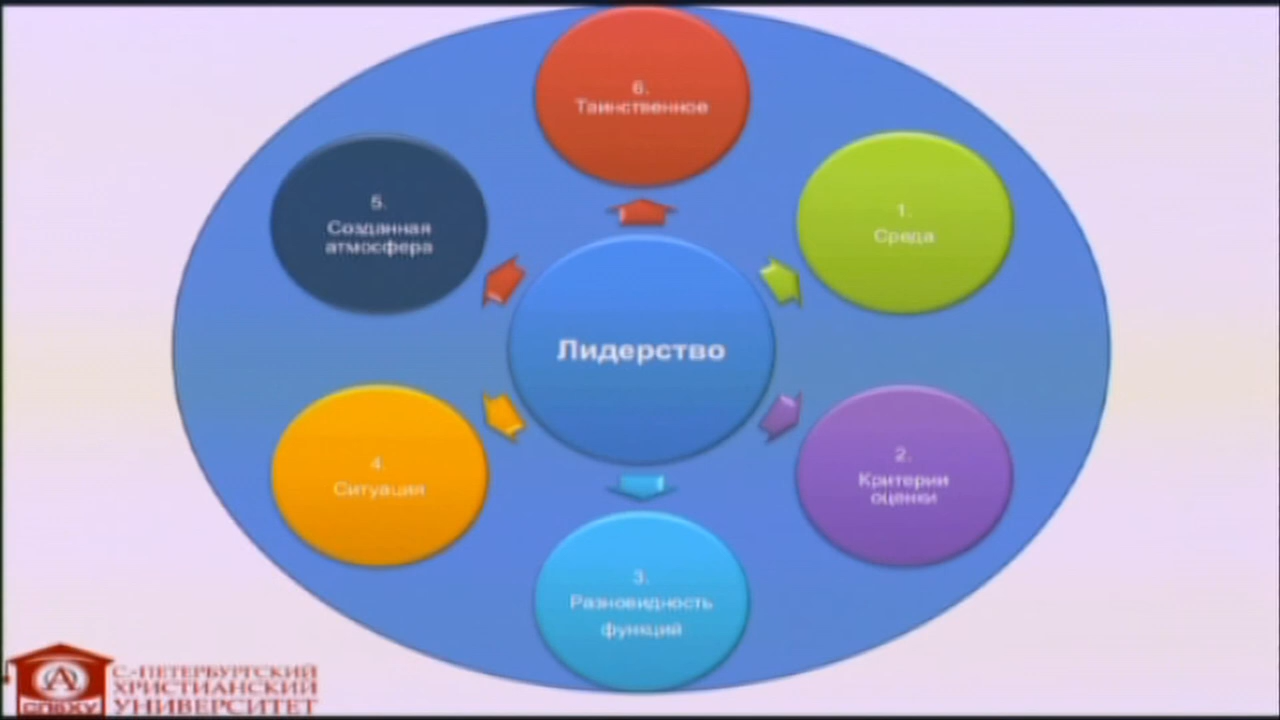 6.
Таинственное
5.
Созданная
атмосфера
1.
Среда
Лидерство
4.
Ситуация
2.
Критерии
оценки
3.
Разновидность
функций
С.-ПЕТЕРБУРГСКИЙ
ХРИСТИАНСКИЙ
УНИВЕРСИТЕТ
СПбХУ